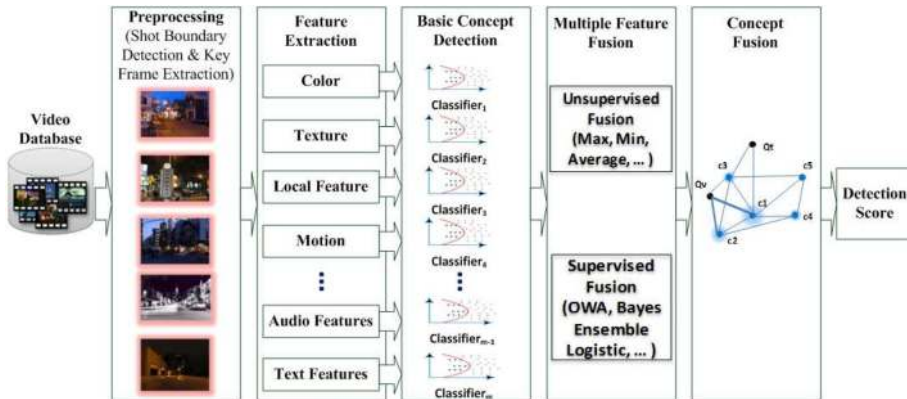 Preprocessing
(Shot Boundary
Detection & Key
Frame Extraction)
Feature
Extraction
Basic Concept
Detection
Multiple Feature
Fusion
Concept
Fusion
Video
Database
Color
Texture
Local Feature
Motion
Audio Features
Text Features
Classifier₁
Classifier₂
Classifier₃
Classifier₄
Classifierₘ₋₁
Classifierₘ
Unsupervised
Fusion
(Max, Min,
Average, ... )
Supervised
Fusion
(OWA, Bayes
Ensemble
Logistic, ... )
Qt
c3
c5
Qv
c1
c4
c2
Detection
Score